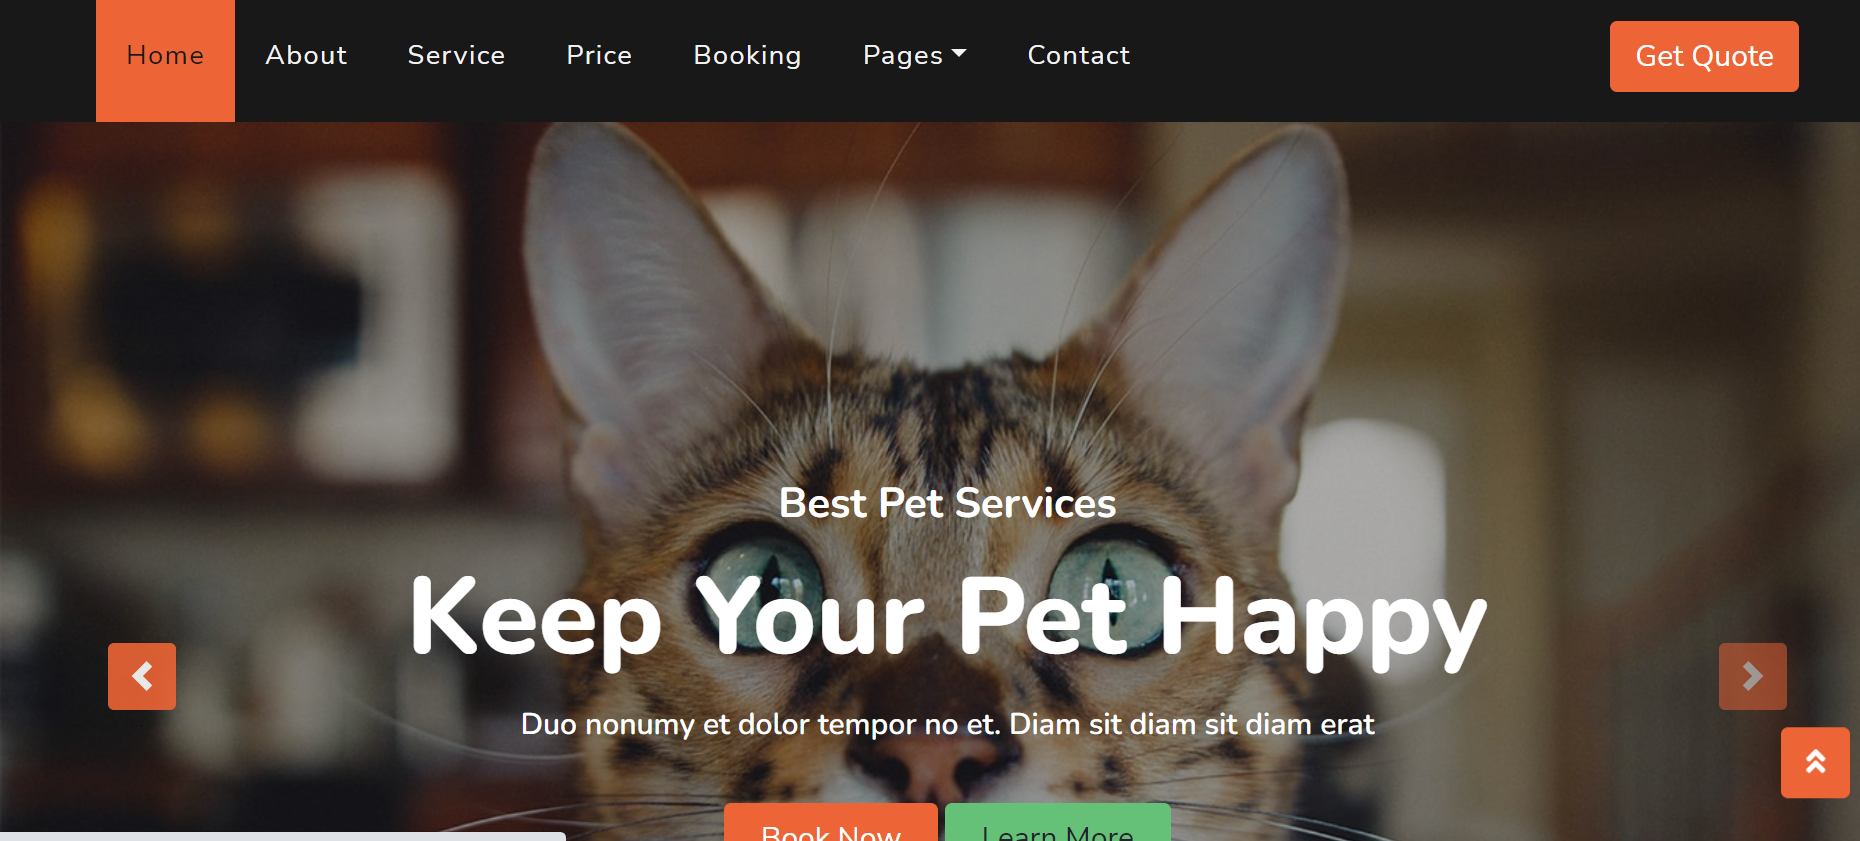 Home About Service Price Booking Pages Contact Get Quote
Best Pet Services
Keep Your Pet Happy
Duo nonumy et dolor tempor no et. Diam sit diam sit diam erat
Book Now Learn More